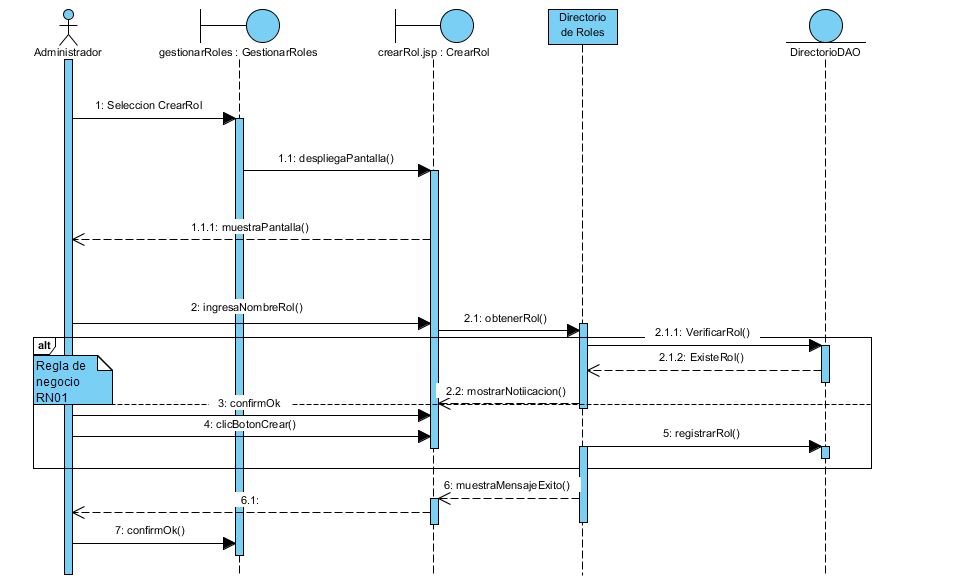 Directorio
de Roles
Administrador
gestionarRoles : GestionarRoles
crearRol.jsp : CrearRol
DirectorioDAO
1: Seleccion CrearRol
1.1: despliegaPantalla()
1.1.1: muestraPantalla()
2: ingresaNombreRol()
2.1: obtenerRol()
2.1.1: VerificarRol()
alt
2.1.2: ExisteRol()
Regla de
negocio
RN01
2.2: mostrarNotiicacion()
3: confirmOk
4: clicBotonCrear()
5: registrarRol()
6: muestraMensajeExito()
6.1:
7: confirmOk()